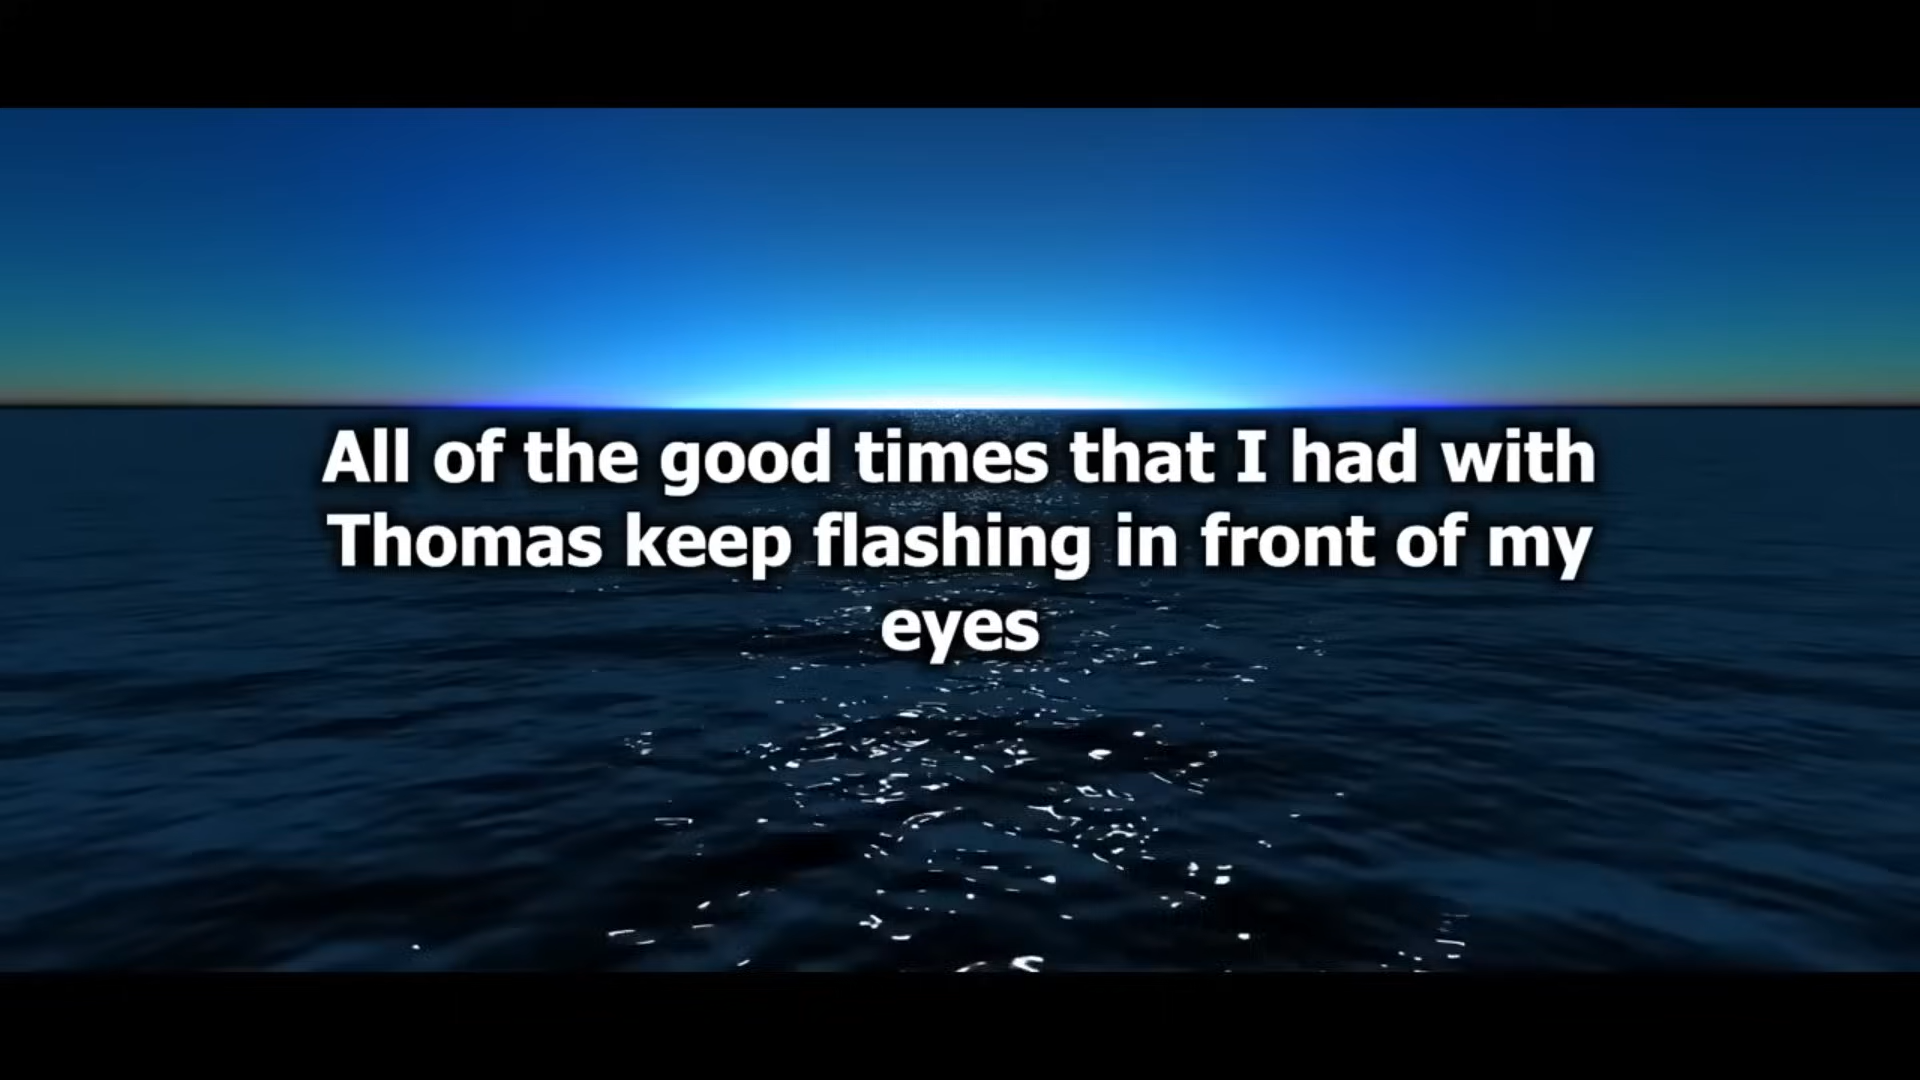 All of the good times that I had with
Thomas keep flashing in front of my
eyes